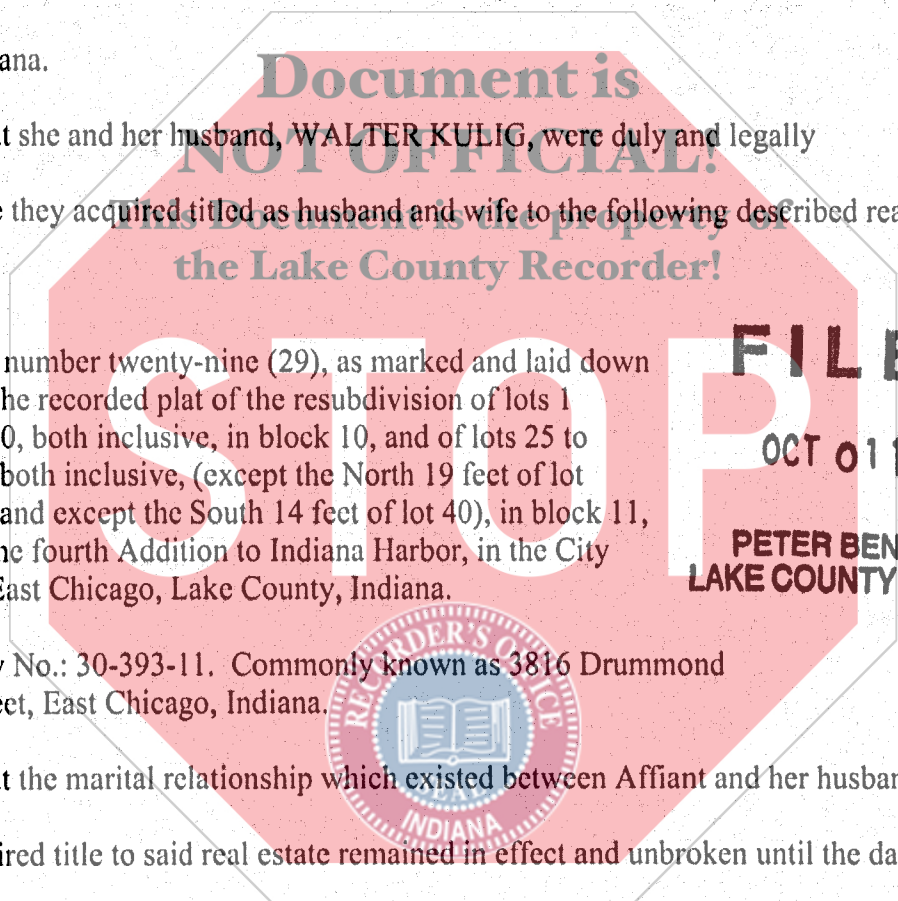 ana.
Document is
t she and her husband, WALTER KULIG, were duly and legally
NOT OFFICIAL!
e they acquired titled as husband and wife to the following described rea
This Document is the property of
the Lake County Recorder!
STOP
FILE
number twenty-nine (29), as marked and laid down
he recorded plat of the resubdivision of lots 1
0, both inclusive, in block 10, and of lots 25 to
OCT 01 1
both inclusive, (except the North 19 feet of lot
and except the South 14 feet of lot 40), in block 11,
ne fourth Addition to Indiana Harbor, in the City
PETER BEN
East Chicago, Lake County, Indiana.
LAKE COUNTY
RECORDER'S OFFICE
y No.: 30-393-11. Commonly known as 3816 Drummond
eet, East Chicago, Indiana.
t the marital relationship which existed between Affiant and her husban
INDIANA
ired title to said real estate remained in effect and unbroken until the da